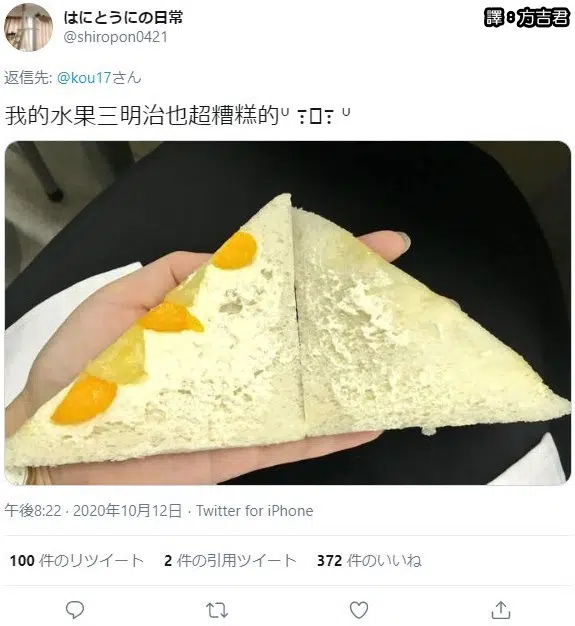 はにとうにの日常
@shiropon0421
譯:方吉君
返信先: @kou17さん
我的水果三明治也超糟糕的
午後8:22 · 2020年10月12日 · Twitter for iPhone
100 件のリツイート 2 件の引用ツイート 372 件のいいね